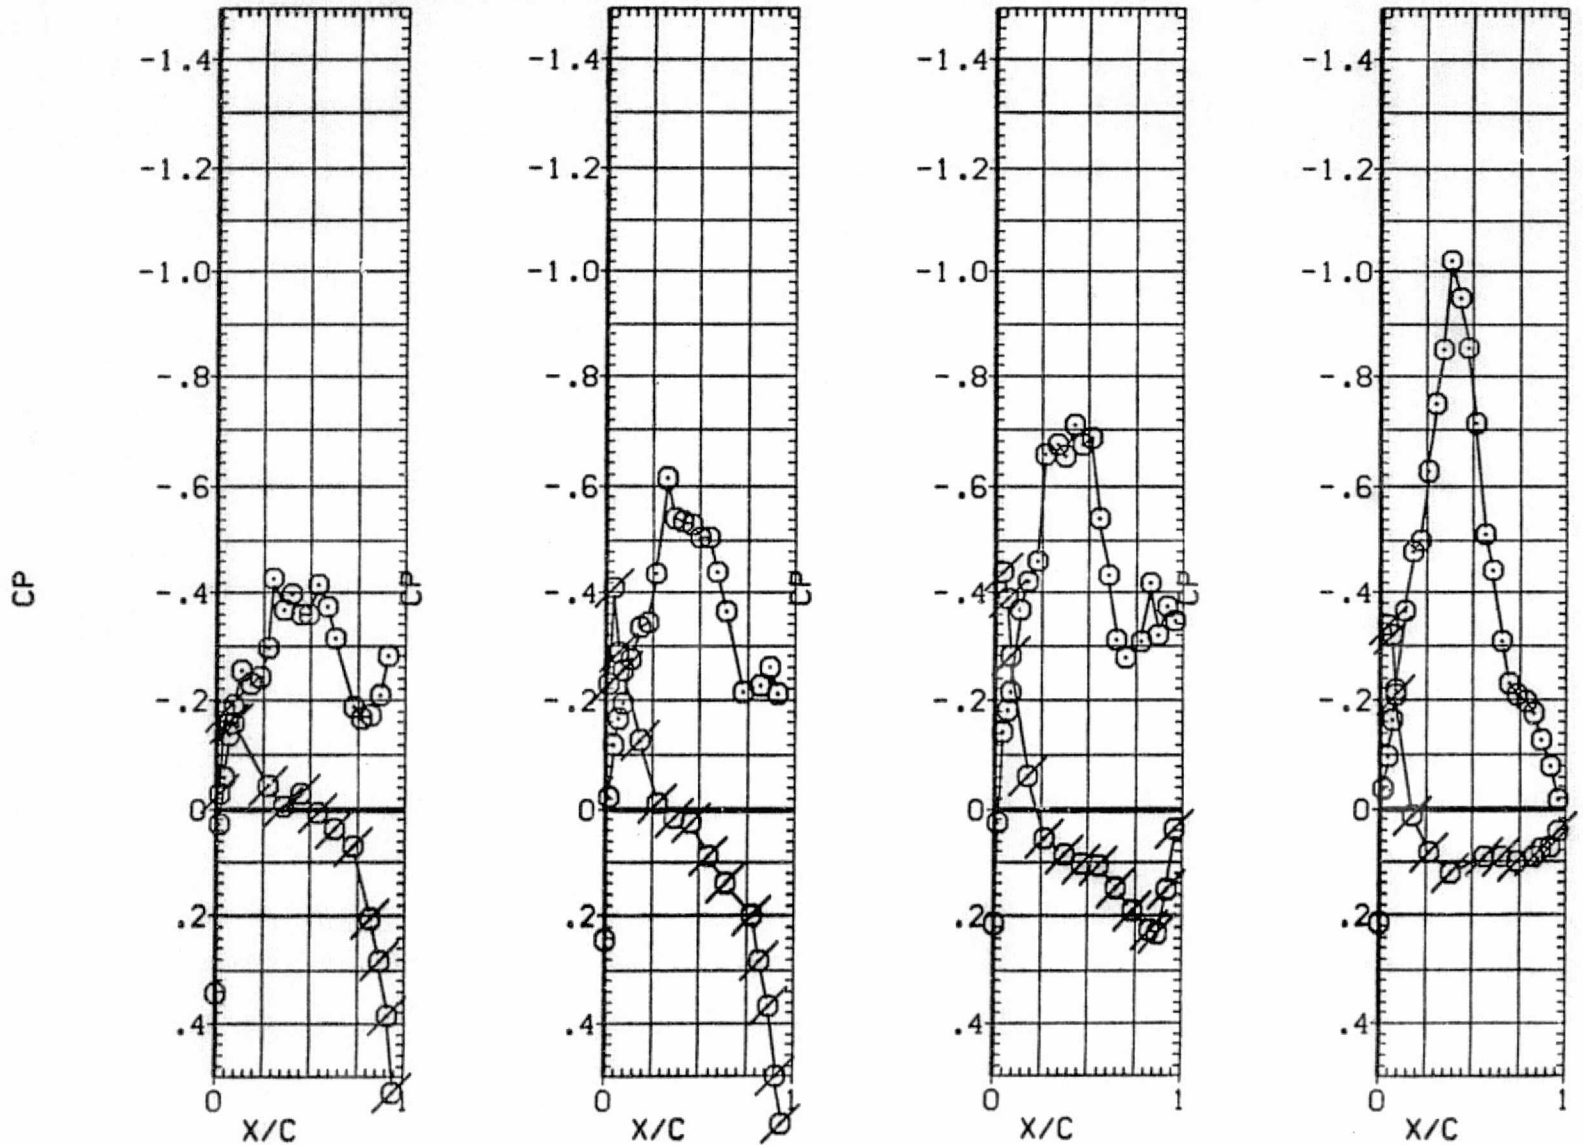 -1.4 -1.4 -1.4 -1.4
-1.2 -1.2 -1.2 -1.2
-1.0 -1.0 -1.0 -1.0
-.8 -.8 -.8 -.8
-.6 -.6 -.6 -.6
CP -.4 CP -.4 CP -.4 CP -.4
-.2 -.2 -.2 -.2
0 0 0 0
.2 .2 .2 .2
.4 .4 .4 .4
0 1 0 1 0 1 0 1
X/C X/C X/C X/C